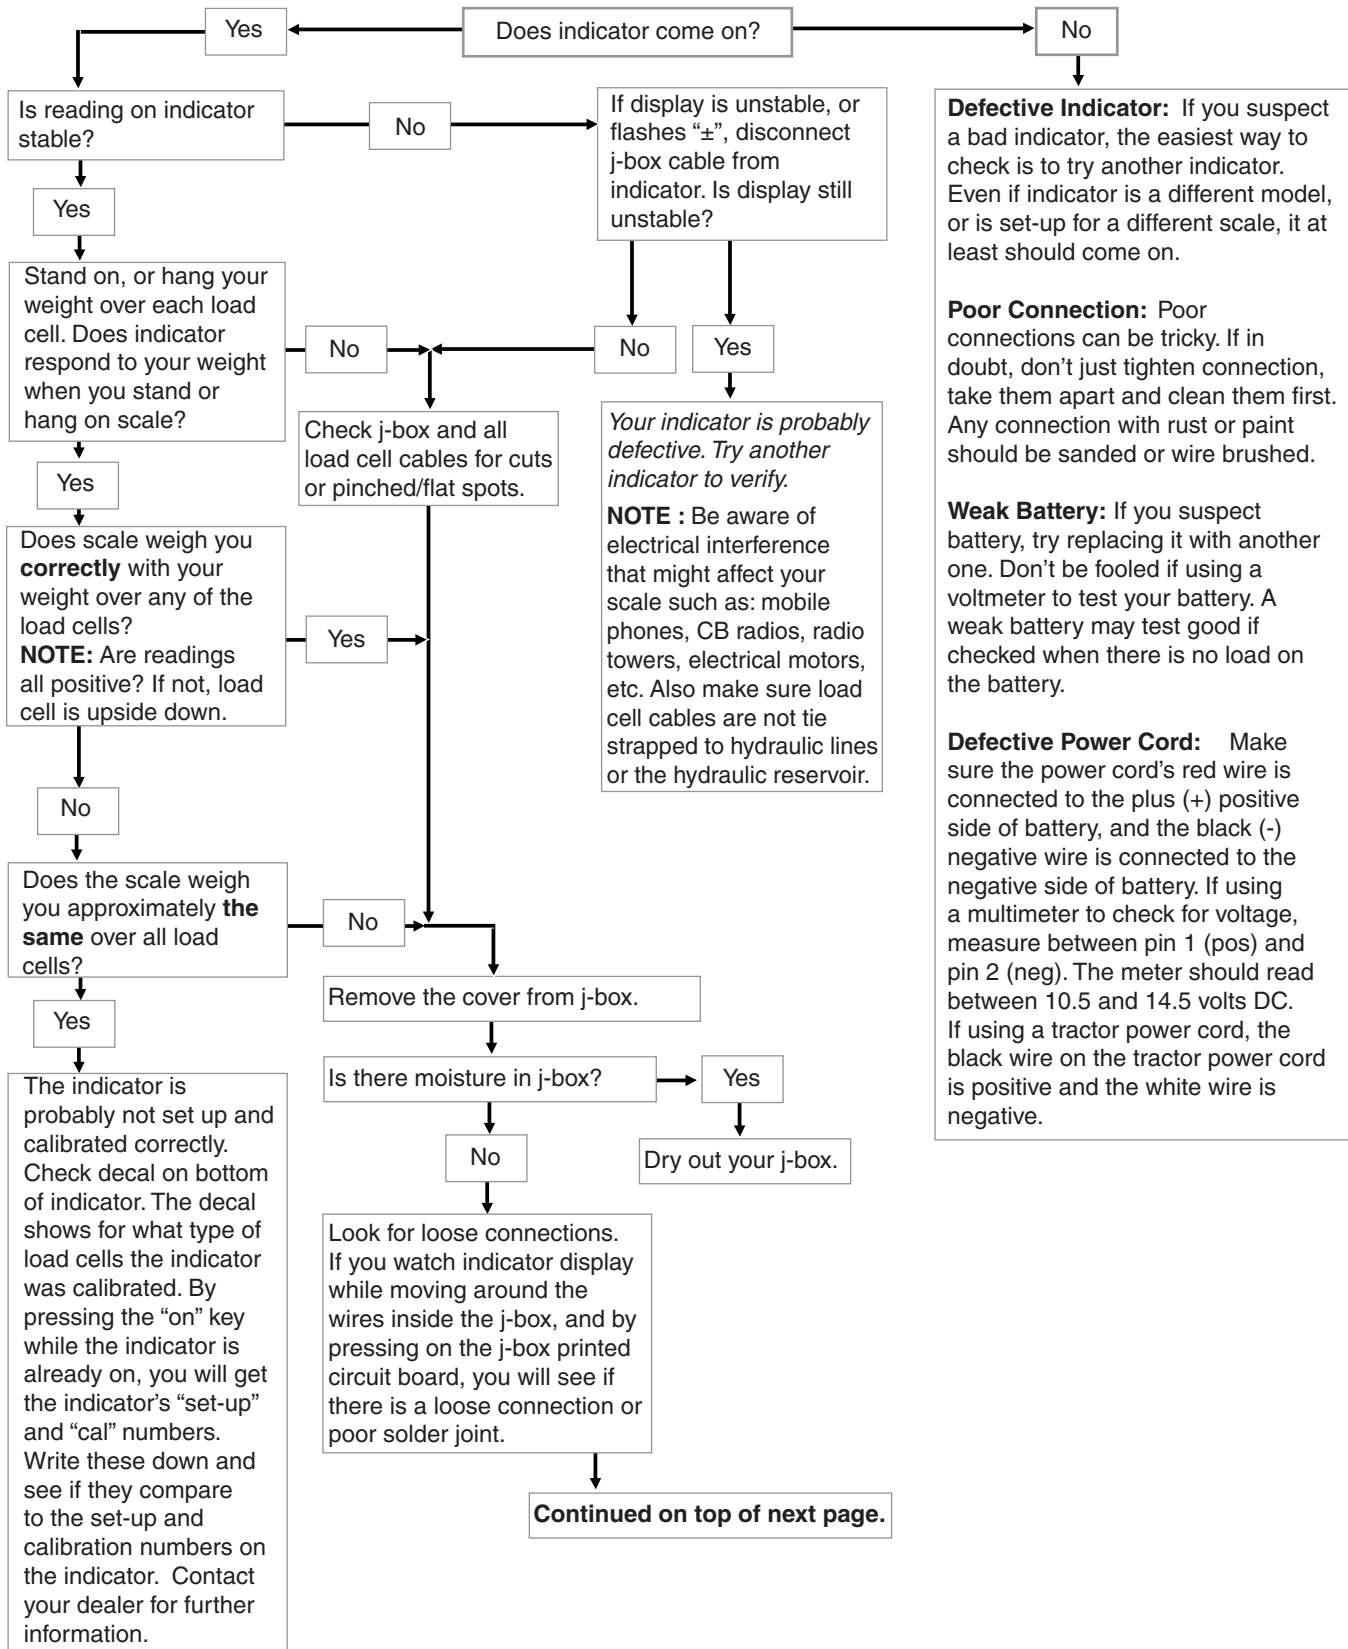 Does indicator come on?
Yes
No
Is reading on indicator
stable?
No
If display is unstable, or
flashes “±”, disconnect
j-box cable from
indicator. Is display still
unstable?
Yes
Stand on, or hang your
weight over each load
cell. Does indicator
respond to your weight
when you stand or
hang on scale?
No
No
Yes
Check j-box and all
load cell cables for cuts
or pinched/flat spots.
Your indicator is probably
defective. Try another
indicator to verify.
NOTE : Be aware of
electrical interference
that might affect your
scale such as: mobile
phones, CB radios, radio
towers, electrical motors,
etc. Also make sure load
cell cables are not tie
strapped to hydraulic lines
or the hydraulic reservoir.
Yes
Does scale weigh you
correctly with your
weight over any of the
load cells?
NOTE: Are readings
all positive? If not, load
cell is upside down.
Yes
No
Does the scale weigh
you approximately the
same over all load
cells?
No
Yes
The indicator is
probably not set up and
calibrated correctly.
Check decal on bottom
of indicator. The decal
shows for what type of
load cells the indicator
was calibrated. By
pressing the “on” key
while the indicator is
already on, you will get
the indicator’s “set-up”
and “cal” numbers.
Write these down and
see if they compare
to the set-up and
calibration numbers on
the indicator. Contact
your dealer for further
information.
Remove the cover from j-box.
Is there moisture in j-box?
Yes
Dry out your j-box.
No
Look for loose connections.
If you watch indicator display
while moving around the
wires inside the j-box, and by
pressing on the j-box printed
circuit board, you will see if
there is a loose connection or
poor solder joint.
Continued on top of next page.
Defective Indicator: If you suspect
a bad indicator, the easiest way to
check is to try another indicator.
Even if indicator is a different model,
or is set-up for a different scale, it at
least should come on.
Poor Connection: Poor
connections can be tricky. If in
doubt, don’t just tighten connection,
take them apart and clean them first.
Any connection with rust or paint
should be sanded or wire brushed.
Weak Battery: If you suspect
battery, try replacing it with another
one. Don’t be fooled if using a
voltmeter to test your battery. A
weak battery may test good if
checked when there is no load on
the battery.
Defective Power Cord: Make
sure the power cord’s red wire is
connected to the plus (+) positive
side of battery, and the black (-)
negative wire is connected to the
negative side of battery. If using
a multimeter to check for voltage,
measure between pin 1 (pos) and
pin 2 (neg). The meter should read
between 10.5 and 14.5 volts DC.
If using a tractor power cord, the
black wire on the tractor power cord
is positive and the white wire is
negative.